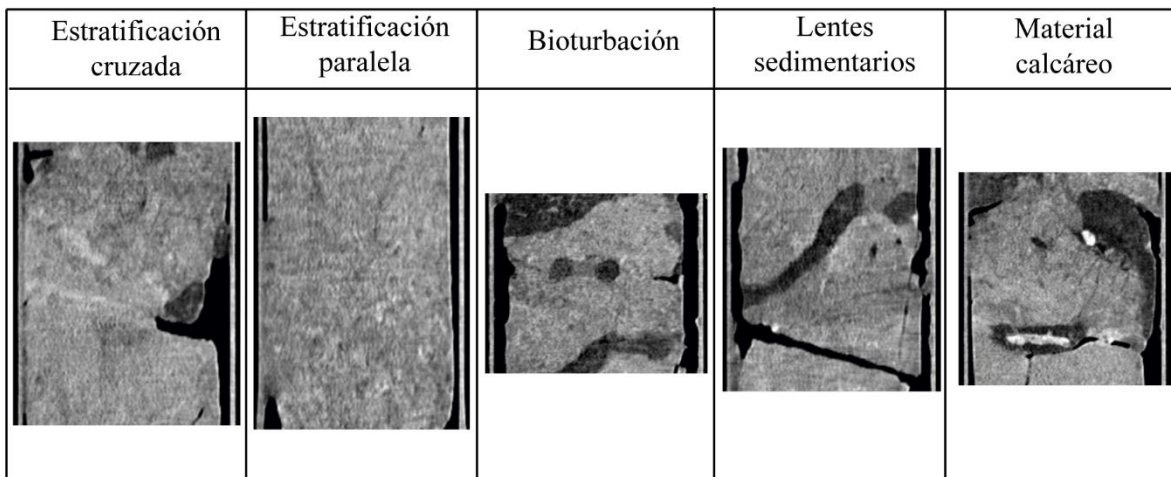 Estratificación
cruzada
Estratificación
paralela
Bioturbación
Lentes
sedimentarios
Material
calcáreo